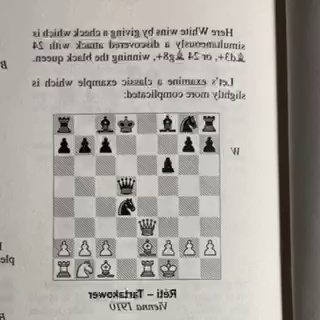 Here White wins by giving a check which is
simultaneously a discovered attack with 24
♗d3+, or 24 ♗g8+, winning the black queen.
Let's examine a classic example which is
slightly more complicated:
W
Réti – Tartakower
Vienna 1910
B
ple